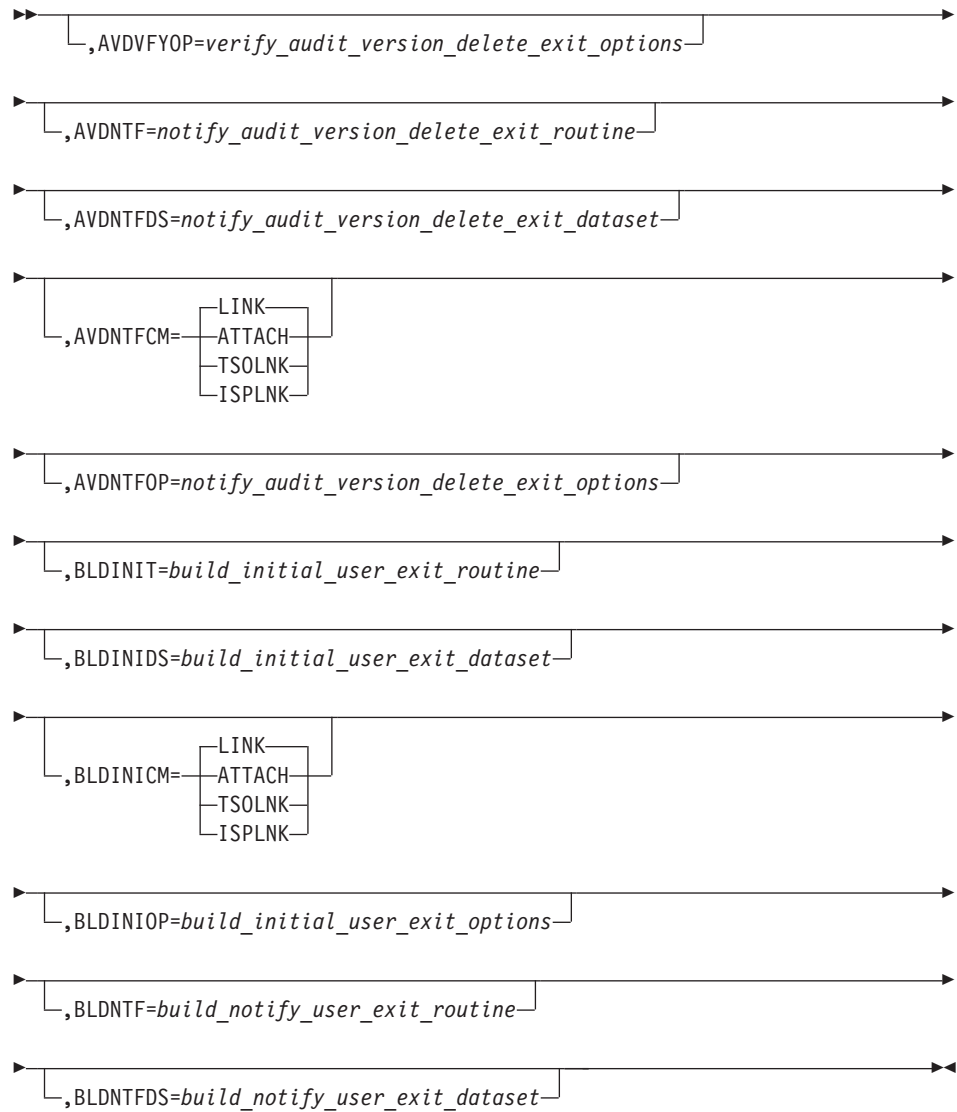 ,AVDVFYOP=verify_audit_version_delete_exit_options
,AVDNTF=notify_audit_version_delete_exit_routine
,AVDNTFDS=notify_audit_version_delete_exit_dataset
LINK
,AVDNTFCM= ATTACH
TSOLNK
ISPLNK
,AVDNTFOP=notify_audit_version_delete_exit_options
,BLDINIT=build_initial_user_exit_routine
,BLDINIDS=build_initial_user_exit_dataset
LINK
,BLDINICM= ATTACH
TSOLNK
ISPLNK
,BLDINIOP=build_initial_user_exit_options
,BLDNTF=build_notify_user_exit_routine
,BLDNTFDS=build_notify_user_exit_dataset